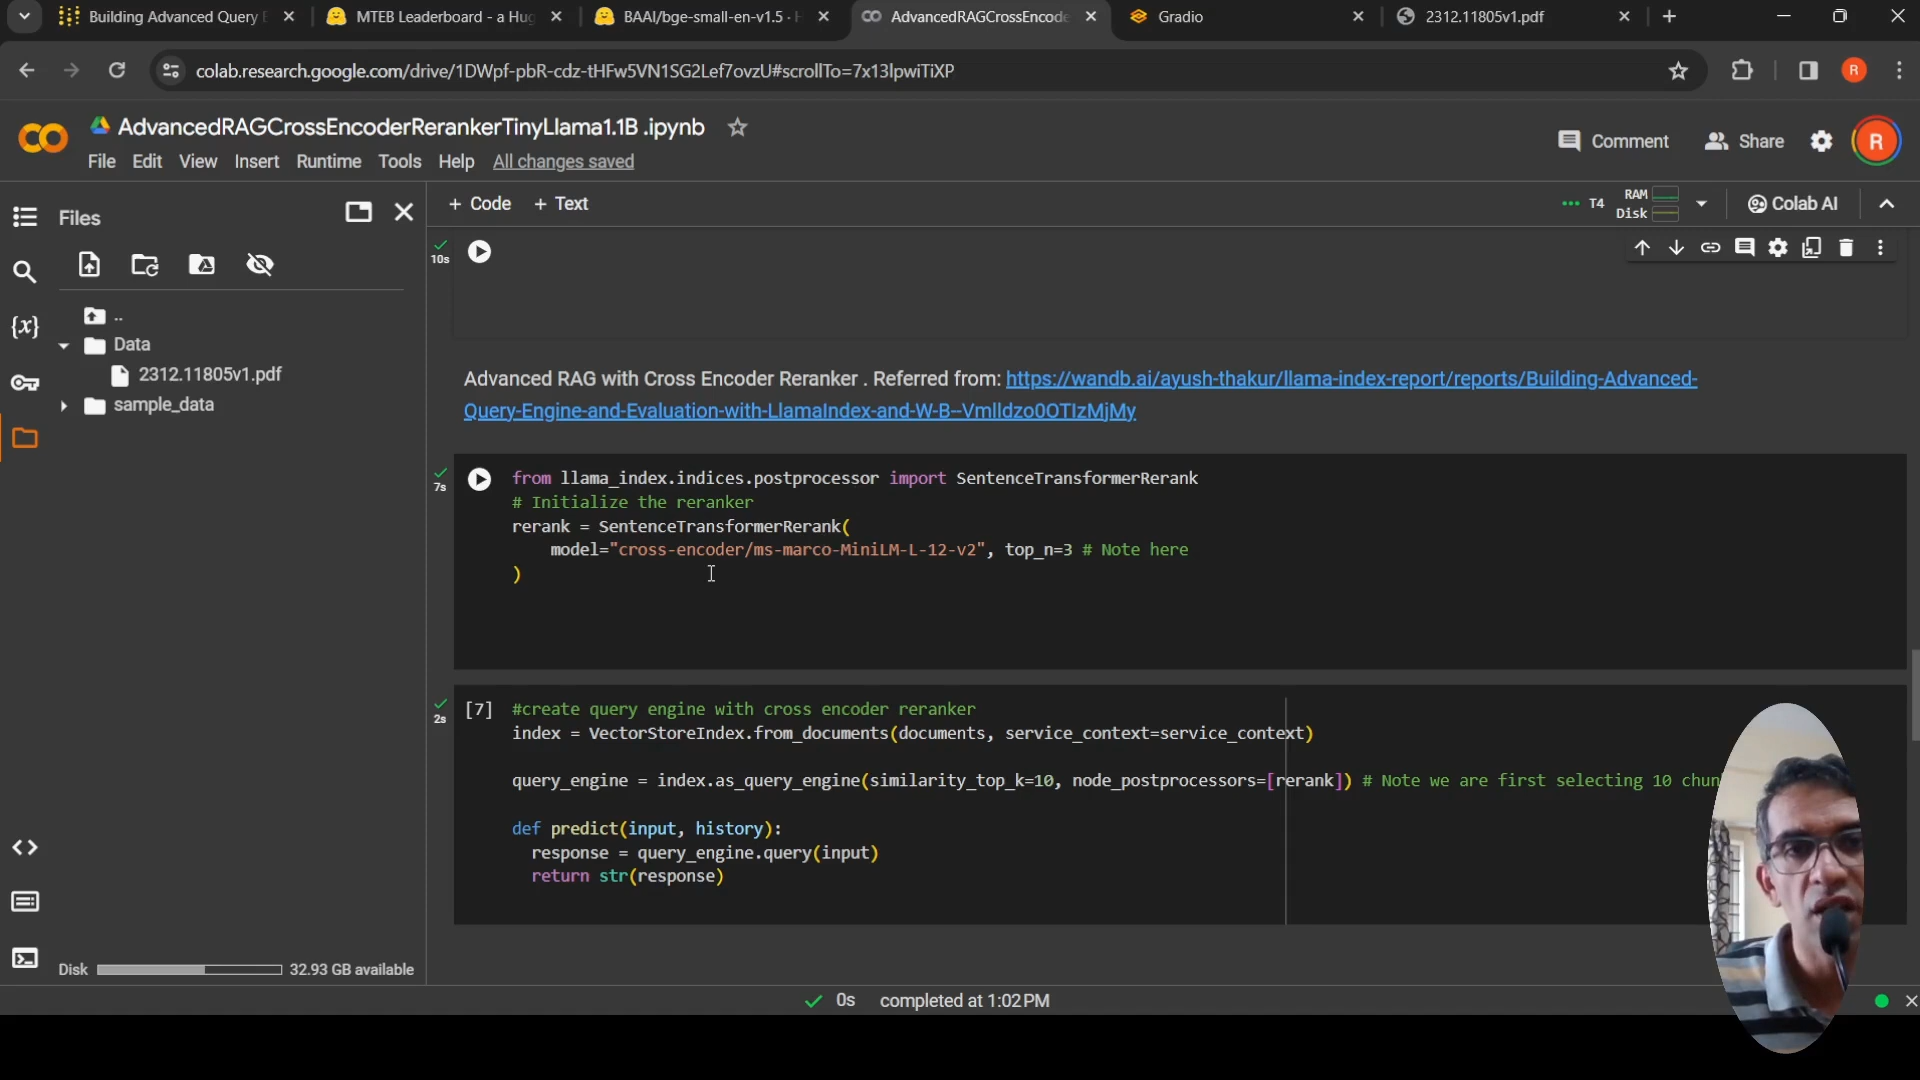 Building Advanced Query E
MTEB Leaderboard - a Hug
BAAI/bge-small-en-v1.5 · H
AdvancedRAGCrossEncode
Gradio
2312.11805v1.pdf
colab.research.google.com/drive/1DWpf-pbR-cdz-tHFw5VN1SG2Lef7ovzU#scrollTo=7x13lpwiTiXP
R
AdvancedRAGCrossEncoderRerankerTinyLlama1.1B .ipynb
Comment
Share
R
File Edit View Insert Runtime Tools Help All changes saved
Files
+ Code + Text
T4
RAM
Disk
Colab AI
10s
{x}
..
Data
2312.11805v1.pdf
sample_data
Advanced RAG with Cross Encoder Reranker . Referred from: https://wandb.ai/ayush-thakur/llama-index-report/reports/Building-Advanced-
Query-Engine-and-Evaluation-with-LlamaIndex-and-W-B--Vmlldzo0OTIzMjMy
7s
from llama_index.indices.postprocessor import SentenceTransformerRerank
# Initialize the reranker
rerank = SentenceTransformerRerank(
model="cross-encoder/ms-marco-MiniLM-L-12-v2", top_n=3 # Note here
)
2s
[7]
#create query engine with cross encoder reranker
index = VectorStoreIndex.from_documents(documents, service_context=service_context)
query_engine = index.as_query_engine(similarity_top_k=10, node_postprocessors=[rerank]) # Note we are first selecting 10 chun
def predict(input, history):
response = query_engine.query(input)
return str(response)
Disk
32.93 GB available
0s completed at 1:02 PM